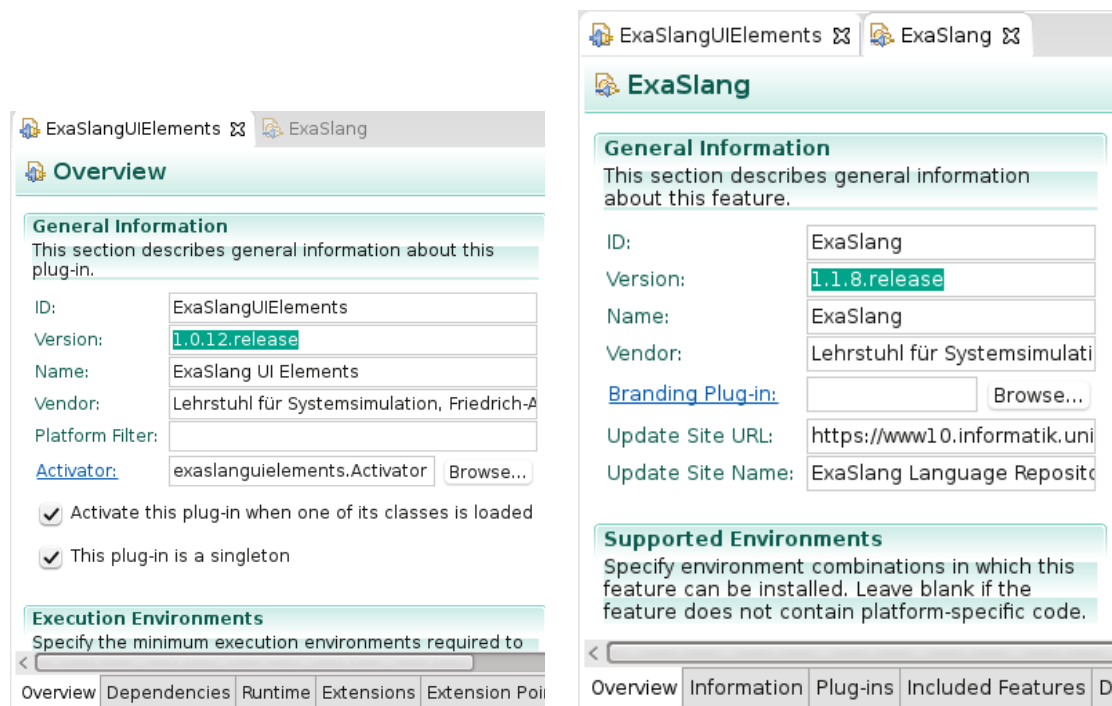 ExaSlangUIElements
ExaSlang
Overview
General Information
This section describes general information about this
plug-in.
ID: ExaSlangUIElements
Version: 1.0.12.release
Name: ExaSlang UI Elements
Vendor: Lehrstuhl für Systemsimulation, Friedrich-A
Platform Filter:
Activator: exaslanguielements.Activator Browse...
Activate this plug-in when one of its classes is loaded
This plug-in is a singleton
Execution Environments
Specify the minimum execution environments required to
Overview Dependencies Runtime Extensions Extension Poi
ExaSlangUIElements
ExaSlang
ExaSlang
General Information
This section describes general information
about this feature.
ID: ExaSlang
Version: 1.1.8.release
Name: ExaSlang
Vendor: Lehrstuhl für Systemsimulati
Branding Plug-in: Browse...
Update Site URL: https://www10.informatik.uni
Update Site Name: ExaSlang Language Reposito
Supported Environments
Specify environment combinations in which this
feature can be installed. Leave blank if the
feature does not contain platform-specific code.
Overview Information Plug-ins Included Features D